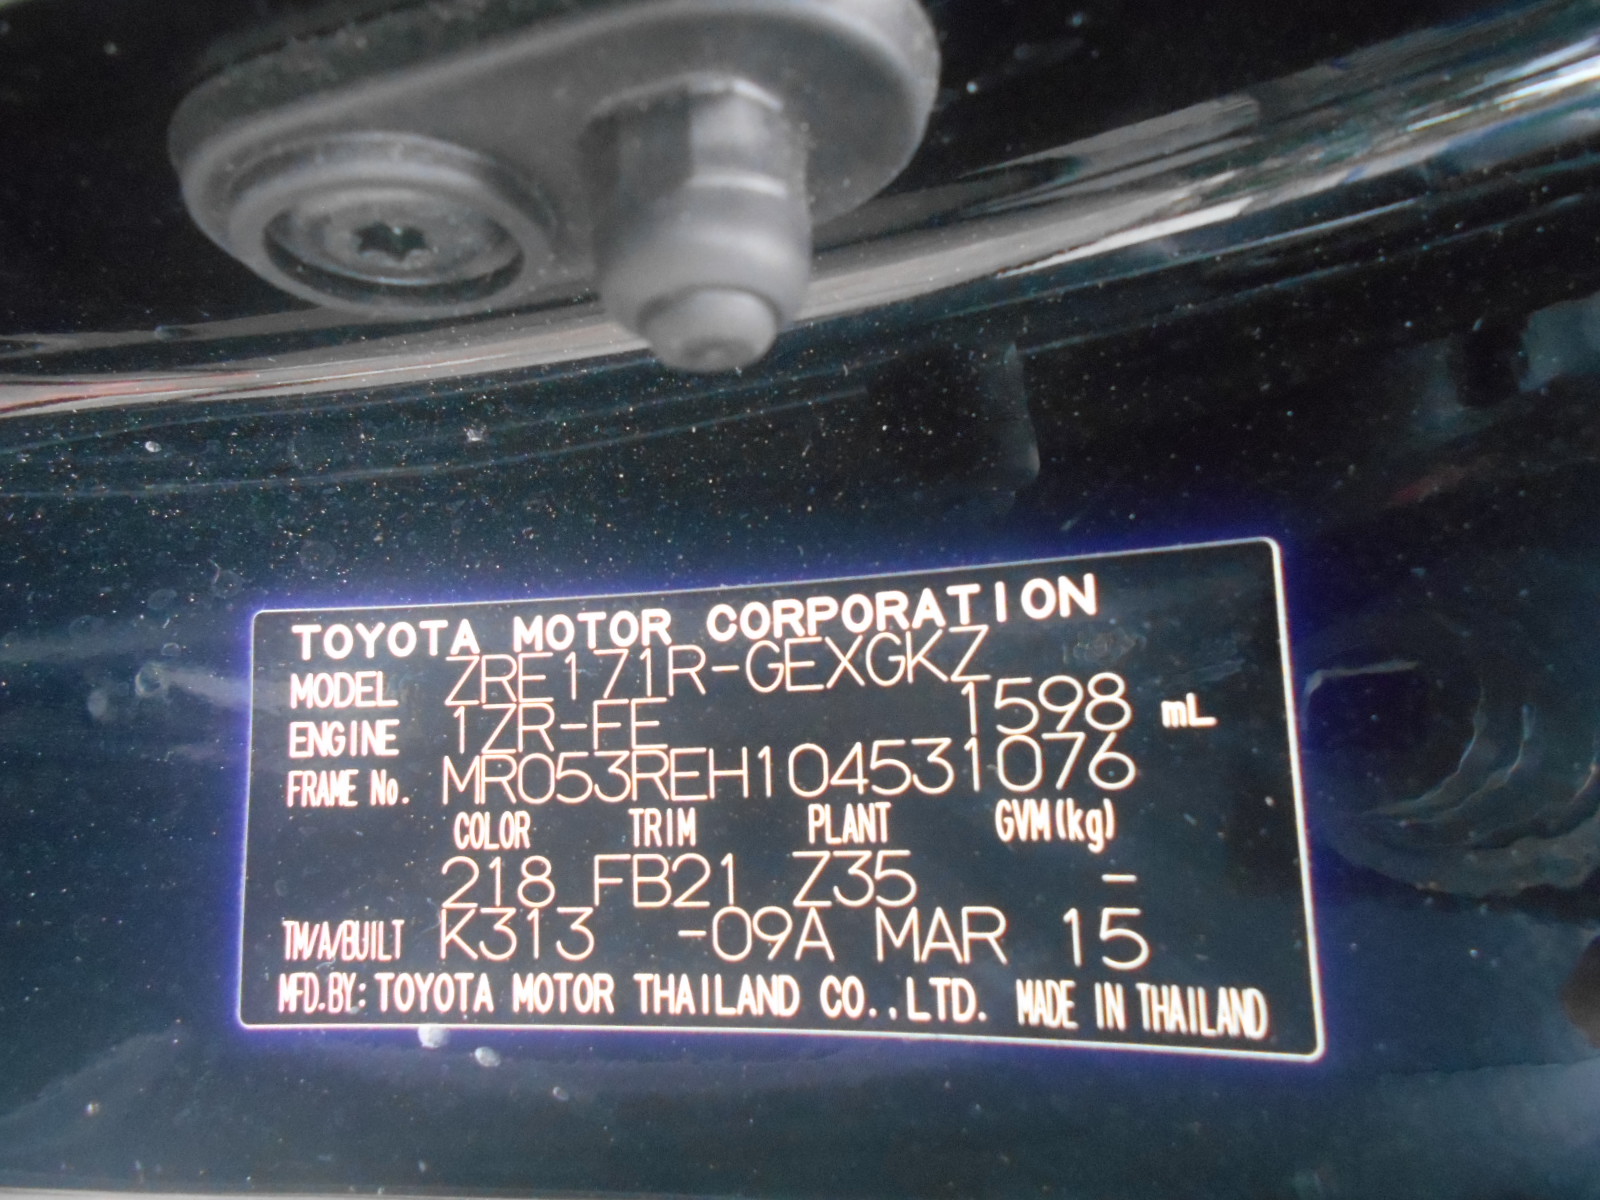 TOYOTA MOTOR CORPORATION
MODEL ZRE171R-GEXGKZ
ENGINE 1ZR-FE 1598 mL
FRAME No. MR053REH104531076
COLOR TRIM PLANT GVM(kg)
218 FB21 Z35 -
TM/A/BUILT K313 -09A MAR 15
MFD.BY: TOYOTA MOTOR THAILAND CO.,LTD. MADE IN THAILAND